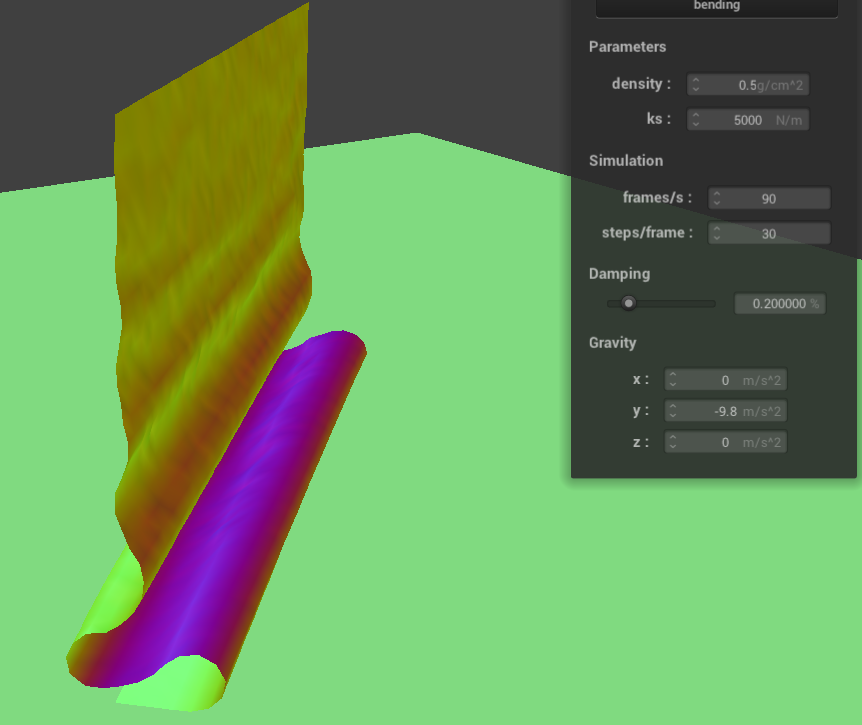 bending
Parameters
density : 0.5g/cm^2
ks : 5000 N/m
Simulation
frames/s : 90
steps/frame : 30
Damping
0.200000 %
Gravity
x : 0 m/s^2
y : -9.8 m/s^2
z : 0 m/s^2